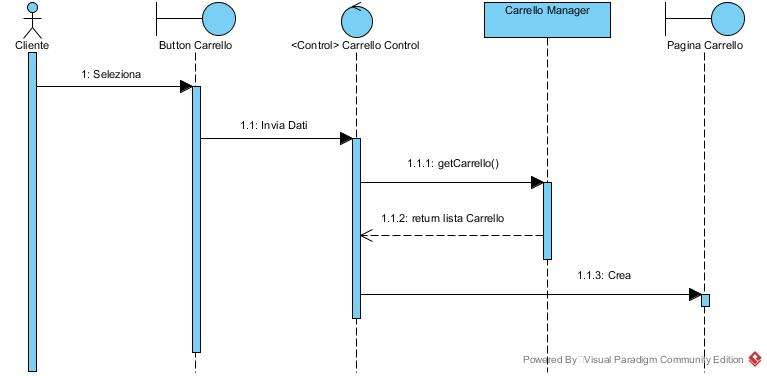 Carrello Manager
Cliente
Button Carrello
<Control> Carrello Control
Pagina Carrello
1: Seleziona
1.1: Invia Dati
1.1.1: getCarrello()
1.1.2: return lista Carrello
1.1.3: Crea
Powered By Visual Paradigm Community Edition